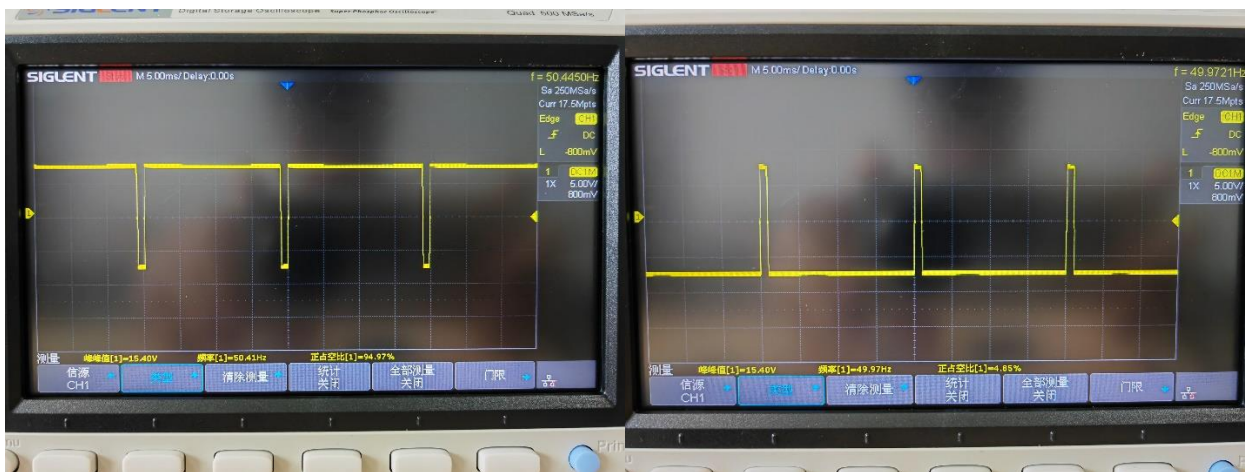 SIGLENT
Digital Storage Oscilloscope
Super Phosphor Oscilloscope
Quad 500 MSa/s
SIGLENT
M 5.00ms/ Delay:0.00s
f = 50.4450Hz
Sa 250MSa/s
Curr 17.5Mpts
Edge CH1
DC
L -800mV
1 DC1M
1X 5.00V/
800mV
测量 峰峰值[1]=15.40V 频率[1]=50.41Hz 正占空比[1]=94.97%
信源
CH1
清除测量
统计
关闭
全部测量
关闭
门限
SIGLENT
M 5.00ms/ Delay:0.00s
f = 49.9721Hz
Sa 250MSa/s
Curr 17.5Mpts
Edge CH1
DC
L -800mV
1 DC1M
1X 5.00V/
800mV
测量 峰峰值[1]=15.40V 频率[1]=49.97Hz 正占空比[1]=4.85%
信源
CH1
清除测量
统计
关闭
全部测量
关闭
门限